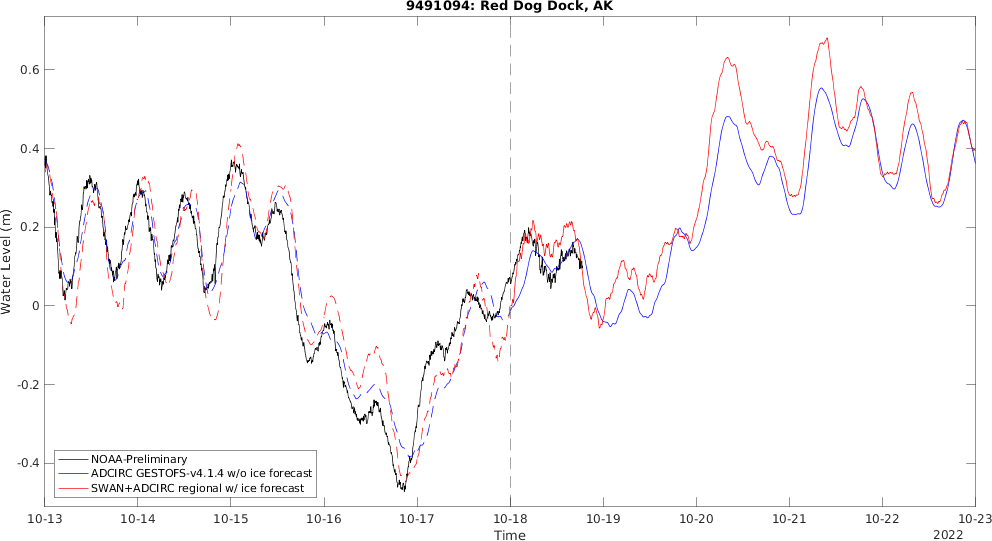 9491094: Red Dog Dock, AK
Water Level (m)
0.6
0.4
0.2
0
-0.2
-0.4
NOAA-Preliminary
ADCIRC GESTOFS-v4.1.4 w/o ice forecast
SWAN+ADCIRC regional w/ ice forecast
10-13 10-14 10-15 10-16 10-17 10-18 10-19 10-20 10-21 10-22 10-23
Time
2022